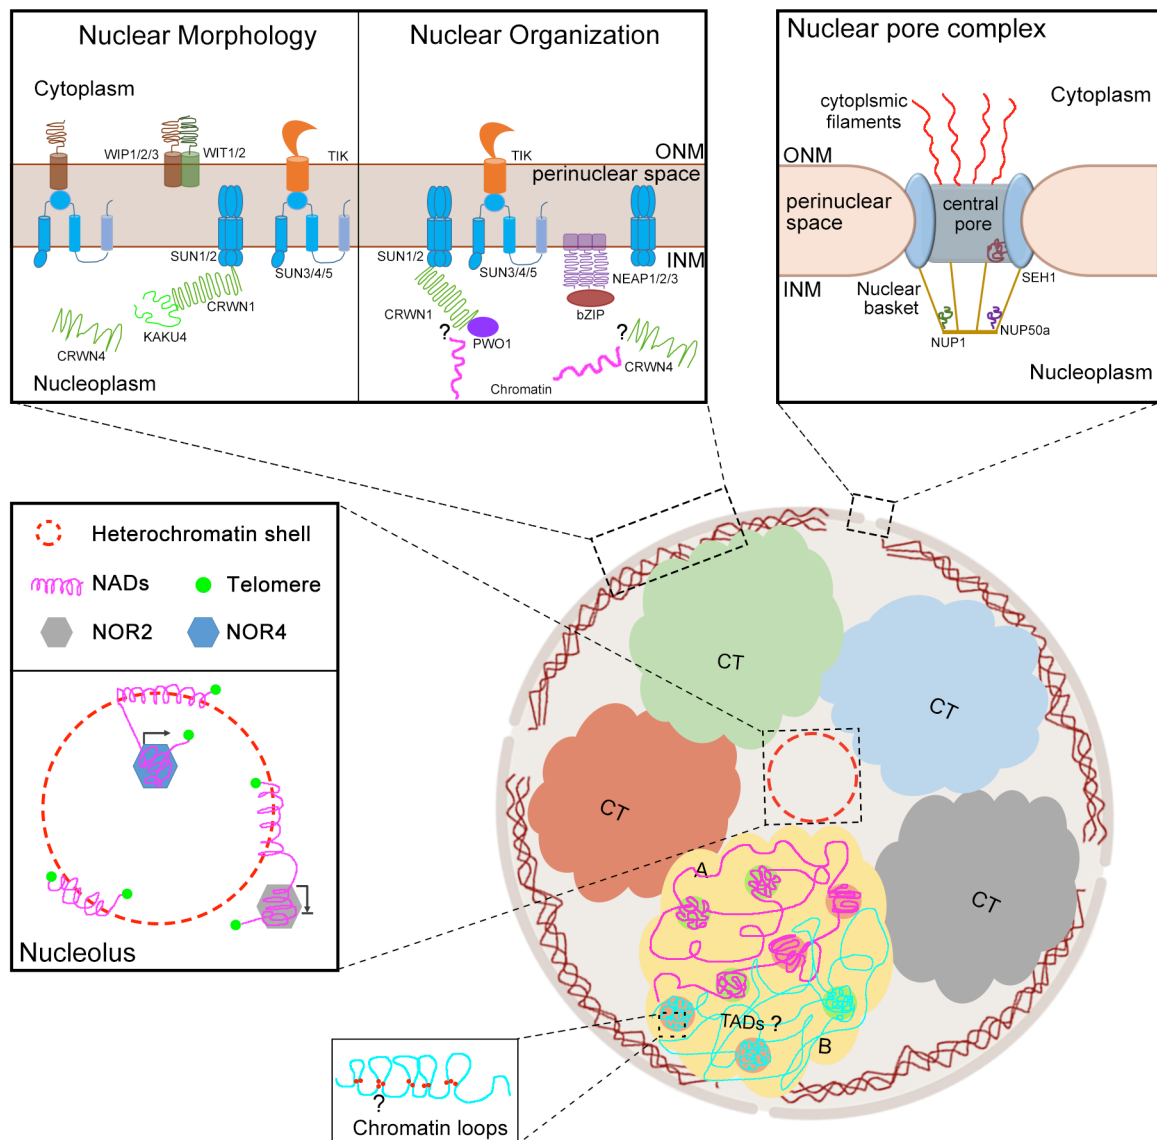 Nuclear Morphology
Cytoplasm
WIP1/2/3
WIT1/2
TIK
SUN1/2
SUN3/4/5
CRWN1
KAKU4
CRWN4
Nucleoplasm
Nuclear Organization
TIK
ONM
perinuclear space
SUN1/2
SUN3/4/5
INM
NEAP1/2/3
bZIP
CRWN1
?
PWO1
?
CRWN4
Chromatin
Nuclear pore complex
cytoplsmic
filaments
Cytoplasm
ONM
perinuclear
space
central
pore
INM
Nuclear
basket
SEH1
NUP1
NUP50a
Nucleoplasm
Heterochromatin shell
NADs
Telomere
NOR2
NOR4
Nucleolus
CT
CT
CT
CT
A
TADs ?
B
?
Chromatin loops